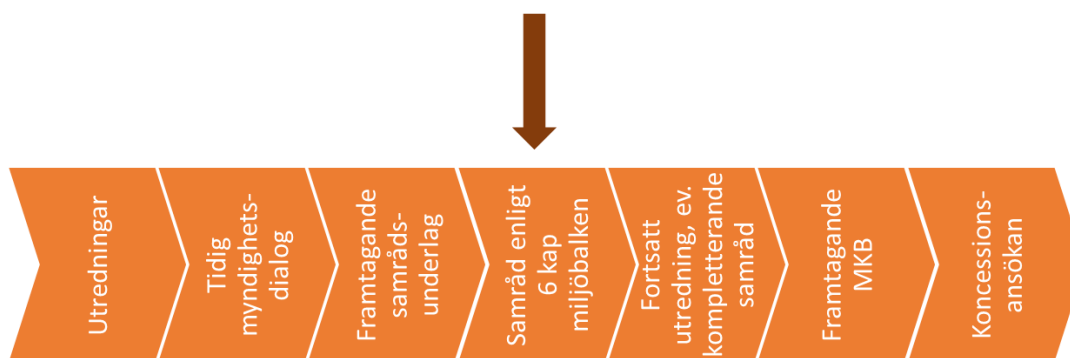 Utredningar
Tidig
myndighets-
dialog
Framtagande
samråds-
underlag
Samråd enligt
6 kap
miljöbalken
Fortsatt
utredning, ev.
kompletterande
samråd
Framtagande
MKB
Koncessions-
ansökan